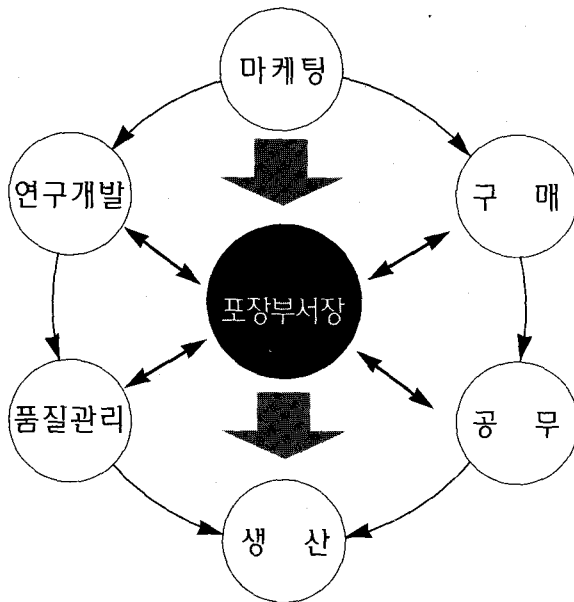 마케팅
연구개발
구 매
포장부서장
품질관리
공 무
생 산